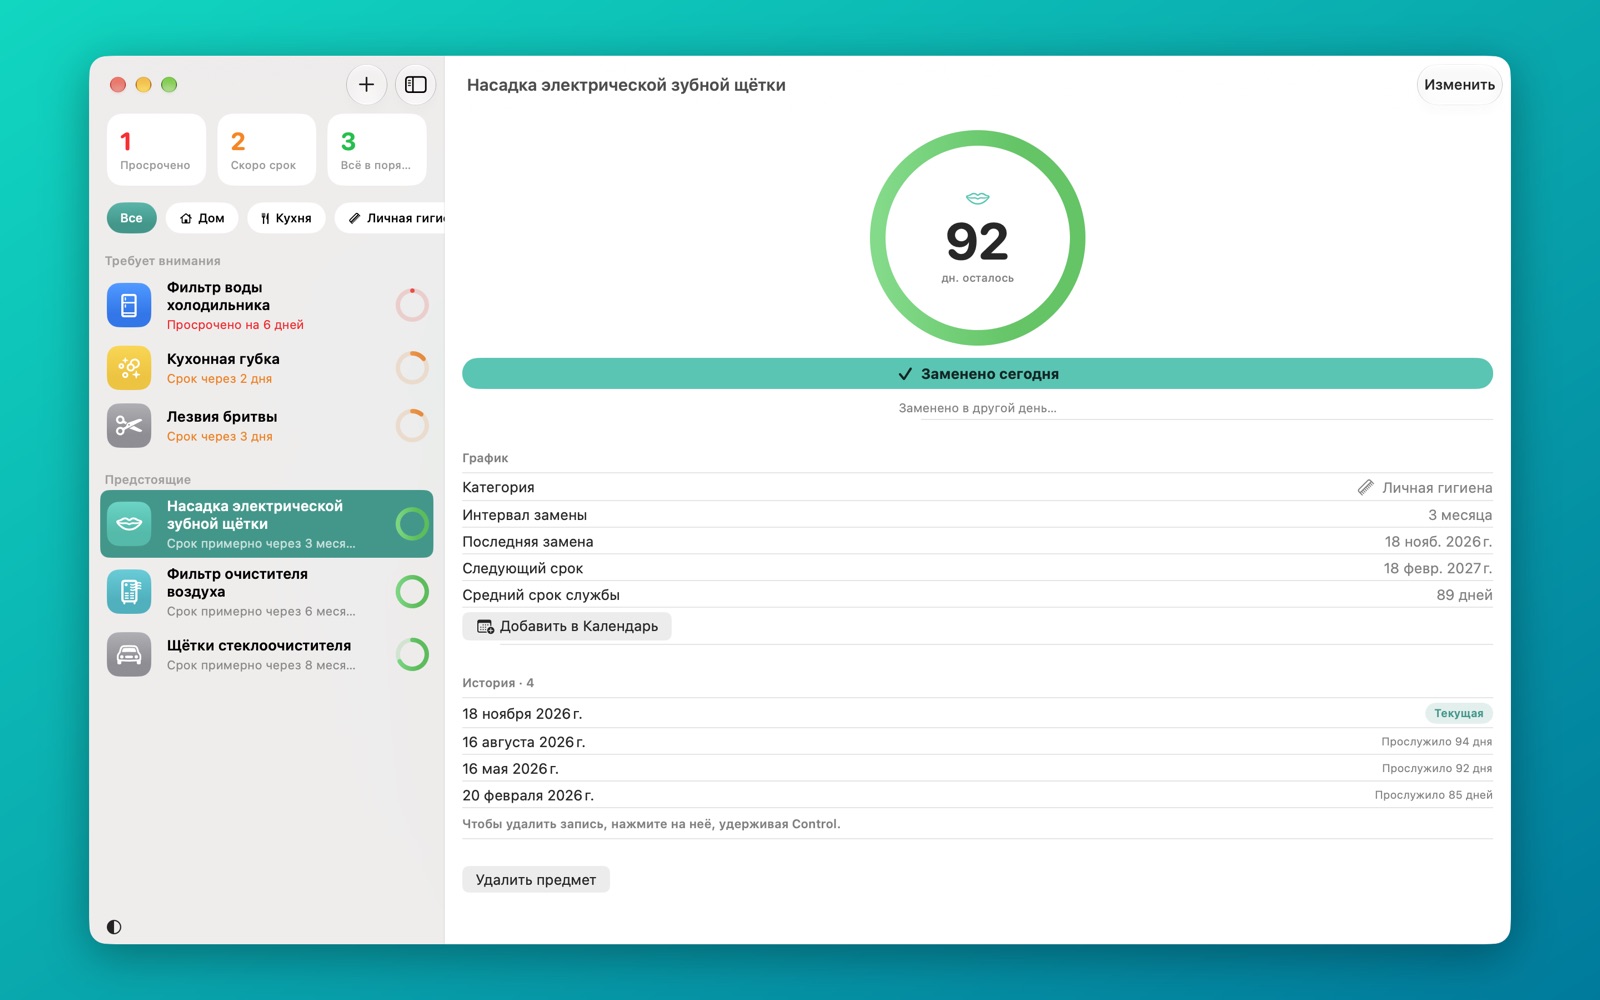 1
Просрочено
2
Скоро срок
3
Всё в поря...
Все
Дом
Кухня
Личная гиги
Требует внимания
Фильтр воды
холодильника
Просрочено на 6 дней
Кухонная губка
Срок через 2 дня
Лезвия бритвы
Срок через 3 дня
Предстоящие
Насадка электрической
зубной щётки
Срок примерно через 3 меся...
Фильтр очистителя
воздуха
Срок примерно через 6 меся...
Щётки стеклоочистителя
Срок примерно через 8 меся...
Насадка электрической зубной щётки
Изменить
92
дн. осталось
Заменено сегодня
Заменено в другой день...
График
Категория
Личная гигиена
Интервал замены
3 месяца
Последняя замена
18 нояб. 2026 г.
Следующий срок
18 февр. 2027 г.
Средний срок службы
89 дней
Добавить в Календарь
История · 4
18 ноября 2026 г.
Текущая
16 августа 2026 г.
Прослужило 94 дня
16 мая 2026 г.
Прослужило 92 дня
20 февраля 2026 г.
Прослужило 85 дней
Чтобы удалить запись, нажмите на неё, удерживая Control.
Удалить предмет